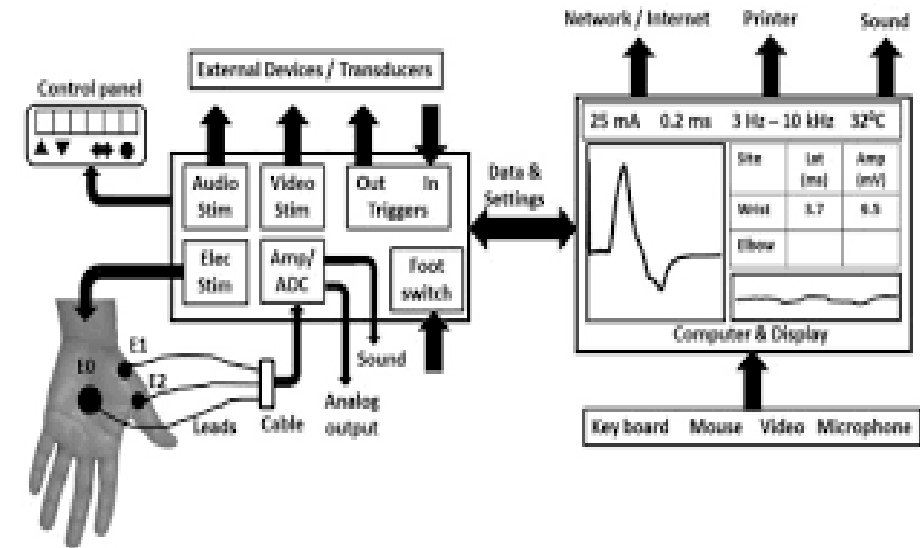 Network / Internet
Printer
Sound
External Devices / Transducers
Control panel
25 mA 0.2 ms 3 Hz – 10 kHz 32⁰C
Audio Stim
Video Stim
Out In
Triggers
Data & Settings
Site Lat (ms) Amp (mV)
Wrist 3.7 9.5
Elbow
Elec Stim
Amp/ ADC
Foot switch
Computer & Display
E1
E0
E2
Sound
Leads
Cable
Analog output
Key board Mouse Video Microphone